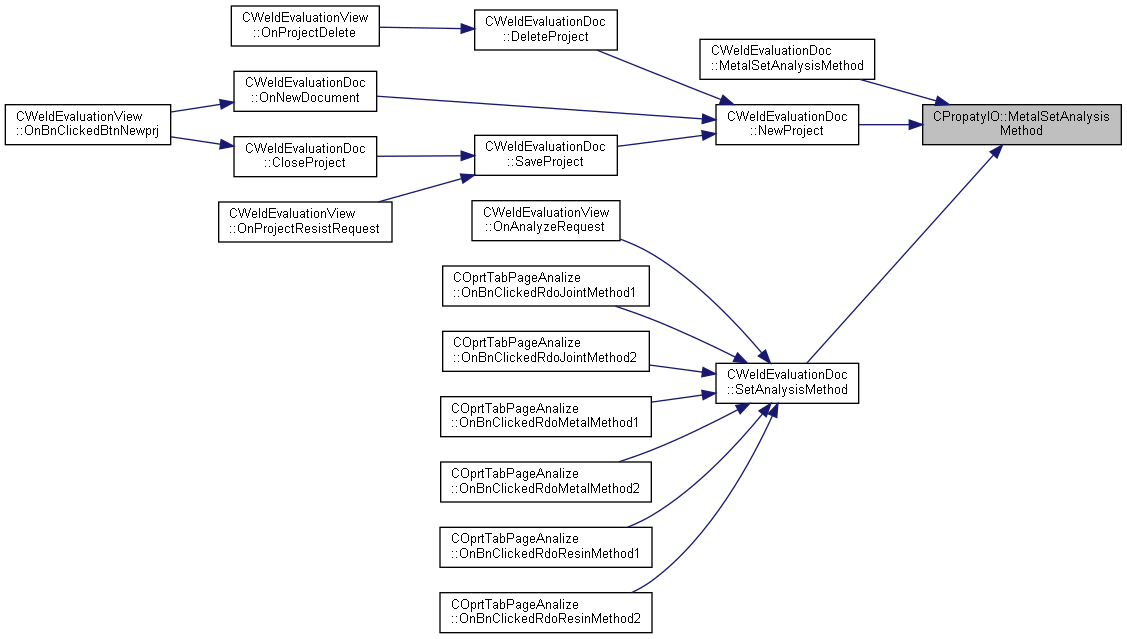 CWeldEvaluationView
::OnProjectDelete
CWeldEvaluationDoc
::DeleteProject
CWeldEvaluationDoc
::MetalSetAnalysisMethod
CWeldEvaluationDoc
::OnNewDocument
CWeldEvaluationView
::OnBnClickedBtnNewprj
CWeldEvaluationDoc
::NewProject
CPropatyIO::MetalSetAnalysis
Method
CWeldEvaluationDoc
::CloseProject
CWeldEvaluationDoc
::SaveProject
CWeldEvaluationView
::OnProjectResistRequest
CWeldEvaluationView
::OnAnalyzeRequest
COprtTabPageAnalize
::OnBnClickedRdoJointMethod1
COprtTabPageAnalize
::OnBnClickedRdoJointMethod2
CWeldEvaluationDoc
::SetAnalysisMethod
COprtTabPageAnalize
::OnBnClickedRdoMetalMethod1
COprtTabPageAnalize
::OnBnClickedRdoMetalMethod2
COprtTabPageAnalize
::OnBnClickedRdoResinMethod1
COprtTabPageAnalize
::OnBnClickedRdoResinMethod2